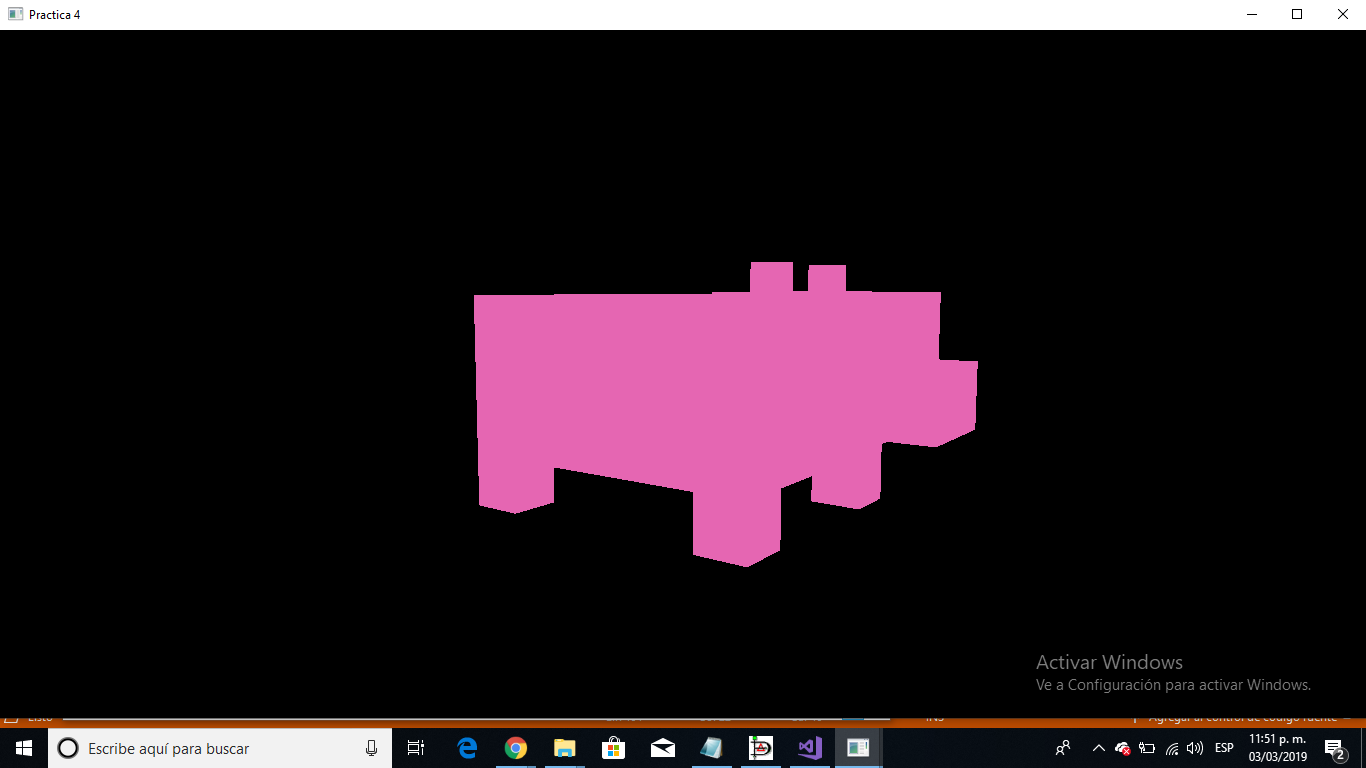 Practica 4
Activar Windows
Ve a Configuración para activar Windows.
Listo
INS
Agregar al control de código fuente
Escribe aquí para buscar
ESP
11:51 p. m.
03/03/2019
2